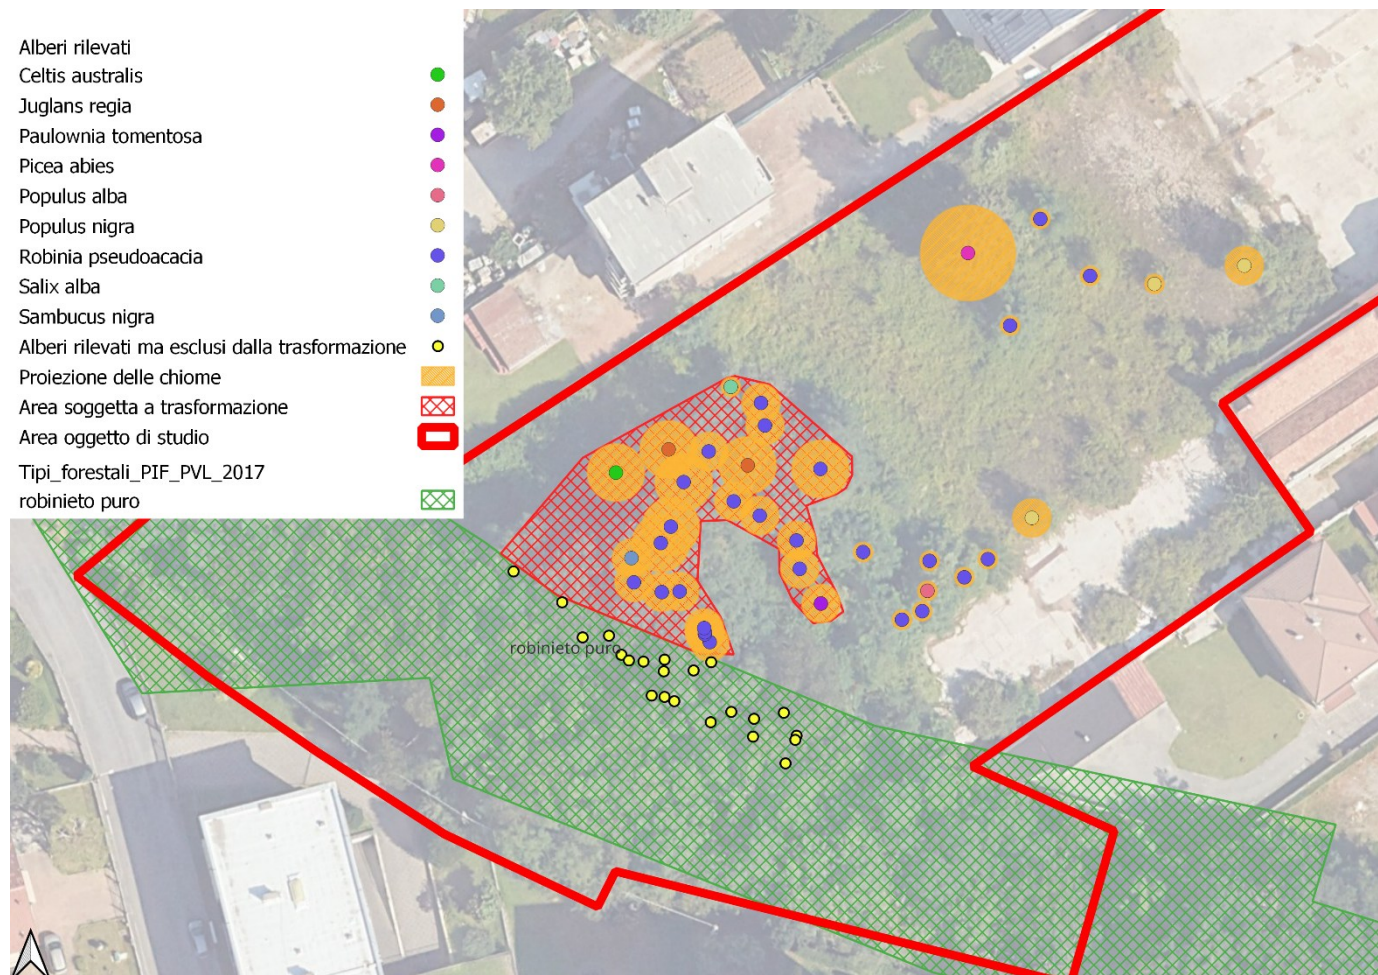 Alberi rilevati
Celtis australis
Juglans regia
Paulownia tomentosa
Picea abies
Populus alba
Populus nigra
Robinia pseudoacacia
Salix alba
Sambucus nigra
Alberi rilevati ma esclusi dalla trasformazione
Proiezione delle chiome
Area soggetta a trasformazione
Area oggetto di studio
Tipi_forestali_PIF_PVL_2017
robinieto puro
robinieto puro